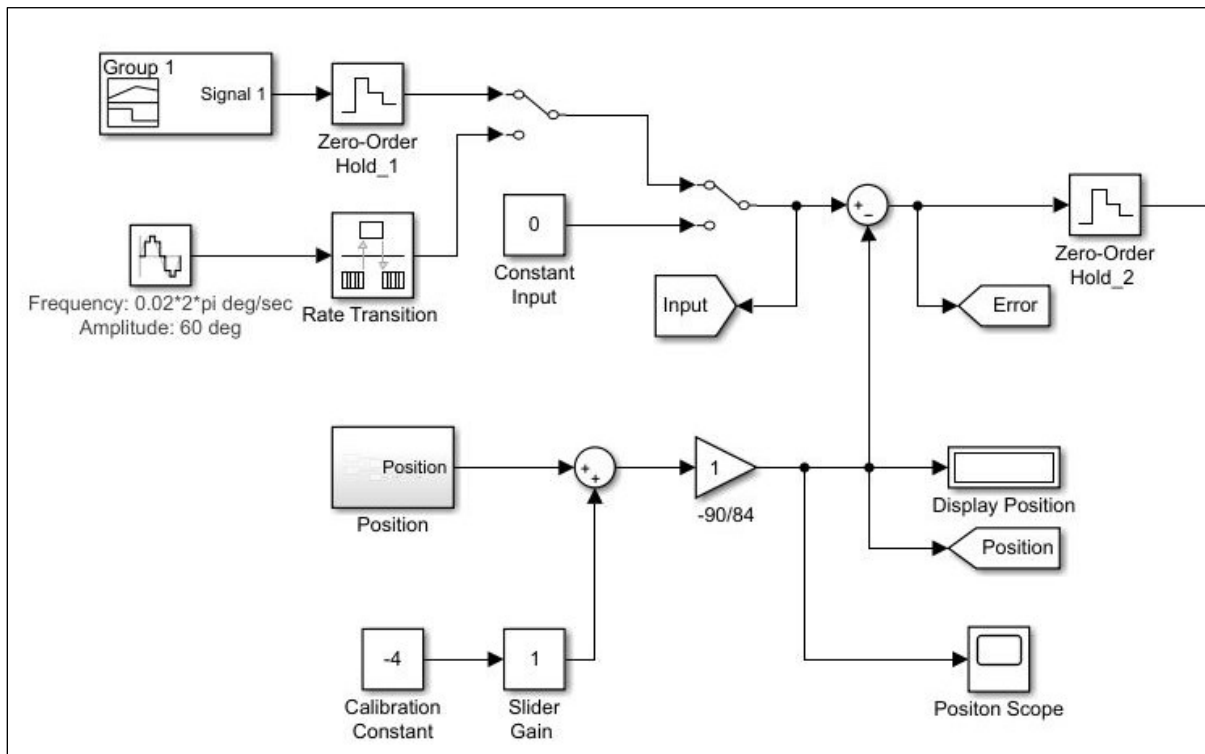 Group 1
Signal 1
Zero-Order
Hold_1
Frequency: 0.02*2*pi deg/sec
Amplitude: 60 deg
Rate Transition
0
Constant
Input
Input
+
−
Zero-Order
Hold_2
Error
Position
Position
+
+
1
-90/84
Display Position
Position
-4
Calibration
Constant
1
Slider
Gain
Positon Scope